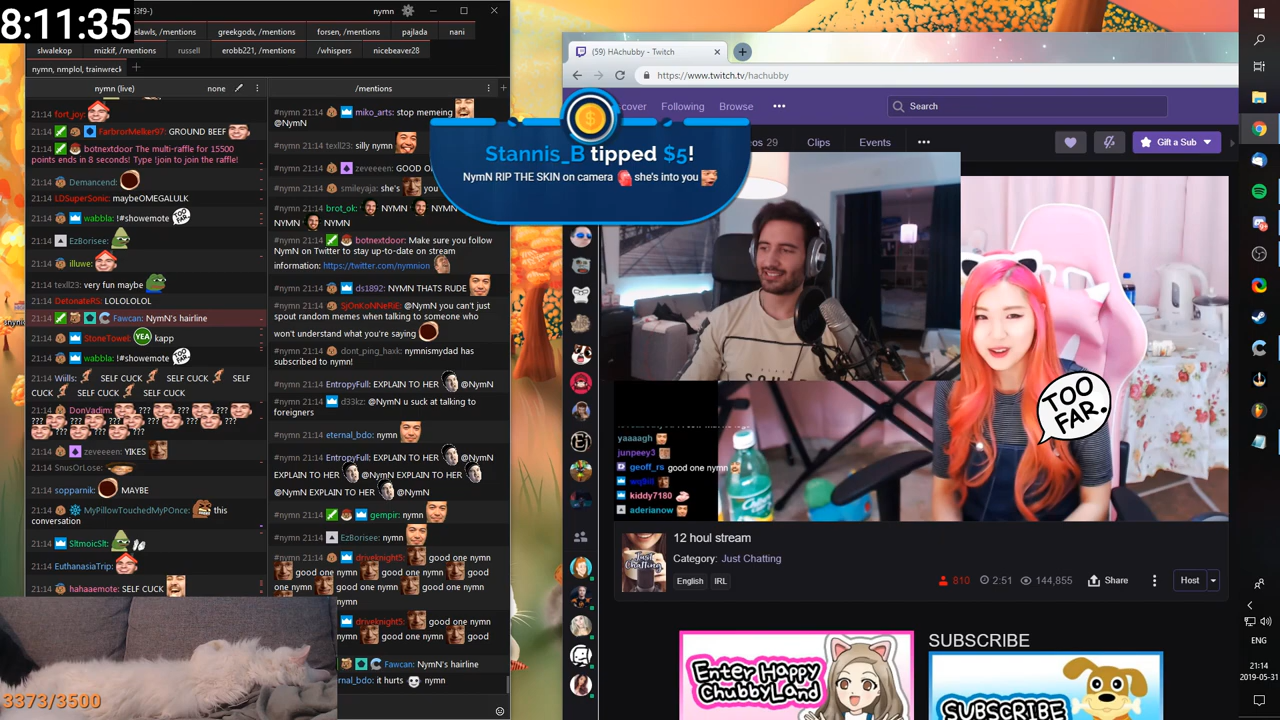 8:11:35
93f9-)
nymn
elawls, /mentions
greekgodx, /mentions
forsen, /mentions
pajlada
nani
slwalekop
mizkif, /mentions
russell
erobb221, /mentions
/whispers
nicebeaver28
nymn, nmplol, trainwreck
nymn (live)
none
fort_joy:
21:14 FarbrorMelker97: GROUND BEEF
21:14 botnextdoor The multi-raffle for 15500
points ends in 8 seconds! Type !join to join the raffle!
21:14 Demancend:
LDSuperSonic: maybeOMEGALULK
21:14 wabbla: !#showemote
21:14 EzBorisee:
21:14 illuwe:
texll23: very fun maybe
DetonateRS: LOLOLOLOL
21:14 Fawcan: NymN's hairline
21:14 StoneTowel: kapp
21:14 wabbla: !#showemote
21:14 Wiills: SELF CUCK SELF CUCK SELF
CUCK SELF CUCK SELF CUCK
21:14 DonVadim: ??? ??? ??? ???
??? ??? ??? ??? ??? ???
??? ??? ??? ???
21:14 zeveeeen: YIKES
21:14 SnusOrLose:
21:14 sopparnik: MAYBE
21:14 MyPillowTouchedMyPOnce: this
conversation
21:14 SltmoicSlt:
21:14 EuthanasiaTrip:
21:14 hahaaemote: SELF CUCK
3373/3500
/mentions
#nymn 21:14 miko_arts: stop memeing
@NymN
#nymn 21:14 texll23: silly nymn
#nymn 21:14 zeveeeen: GOOD O
#nymn 21:14 smileyaja: she's you
#nymn 21:14 brot_ok: NYMN NYMN
NYMN NYMN
#nymn 21:14 botnextdoor: Make sure you follow
NymN on Twitter to stay up-to-date on stream
information: https://twitter.com/nymnion
#nymn 21:14 ds1892: NYMN THATS RUDE
#nymn 21:14 SjOnKoNNeRiE: @NymN you can't just
spout random memes when talking to someone who
won't understand what you're saying
#nymn 21:14 dont_ping_haxk: nymnismydad has
subscribed to nymn!
#nymn 21:14 EntropyFull: EXPLAIN TO HER @NymN
#nymn 21:14 d33kz: @NymN u suck at talking to
foreigners
#nymn 21:14 eternal_bdo: nymn
#nymn 21:14 EntropyFull: EXPLAIN TO HER @NymN
EXPLAIN TO HER @NymN EXPLAIN TO HER
@NymN EXPLAIN TO HER @NymN
#nymn 21:14 gempir: nymn
#nymn 21:14 EzBorisee: nymn
#nymn 21:14 driveknight5: good one nymn
good one nymn good one nymn good
one nymn good one nymn good one
nymn
driveknight5: good one nymn
good one nymn good one nymn good
Fawcan: NymN's hairline
nal_bdo: it hurts nymn
Stannis_B tipped $5!
NymN RIP THE SKIN on camera she's into you
(59) HAchubby - Twitch
https://www.twitch.tv/hachubby
cover
Following
Browse
Search
os 29
Clips
Events
Gift a Sub
TOO
FAR.
yaaaagh
junpeey3
geoff_rs good one nymn
kiddy7180
aderianow
12 houl stream
Category: Just Chatting
Just
Chatting
English
IRL
810
2:51
144,855
Share
Host
Enter Happy
ChubbyLand
SUBSCRIBE
SUBSCRIBE
ENG
21:14
2019-05-31